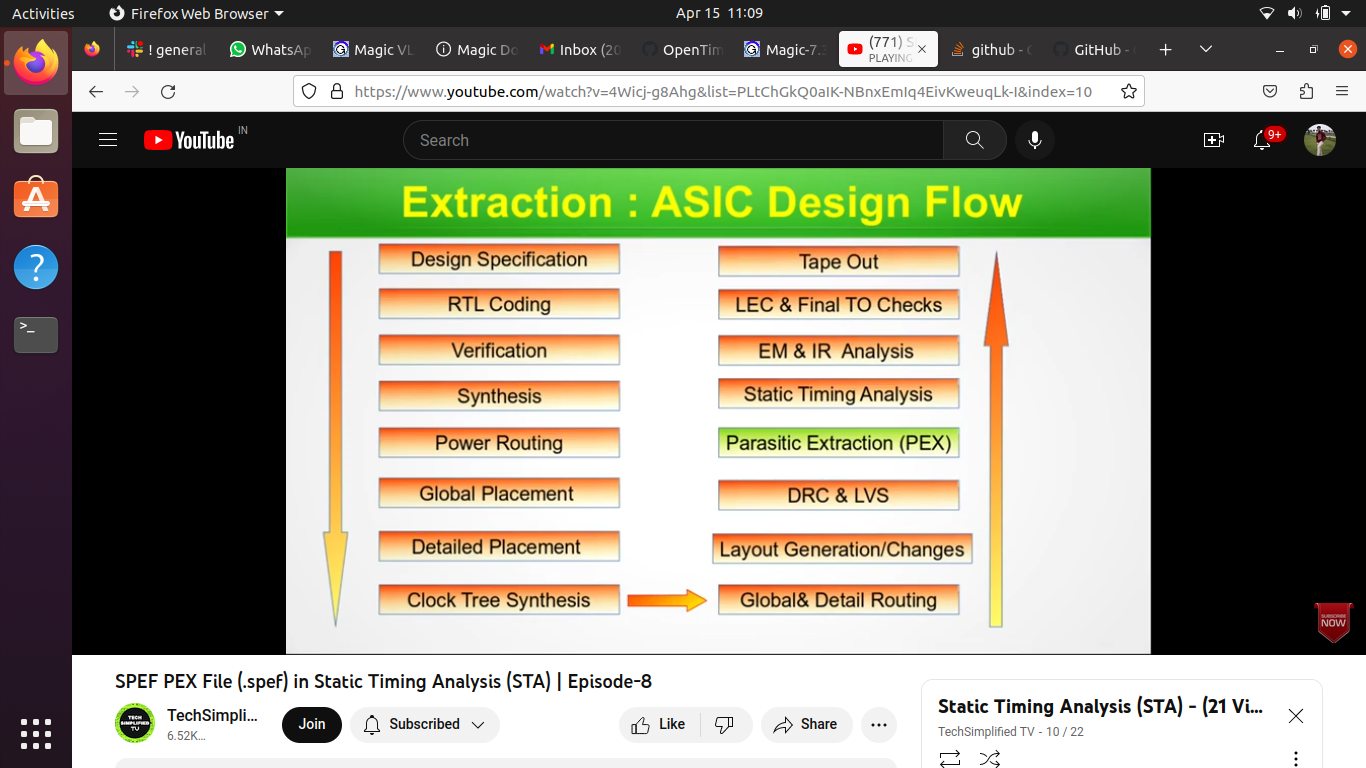 Activities
Firefox Web Browser
Apr 15 11:09
! general
WhatsAp
Magic VL
Magic Do
Inbox (20
OpenTim
Magic-7.3
(771) S
PLAYING
github - G
GitHub -
https://www.youtube.com/watch?v=4Wicj-g8Ahg&list=PLtChGkQ0aIK-NBnxEmIq4EivKweuqLk-I&index=10
YouTube IN
Search
9+
Extraction : ASIC Design Flow
Design Specification
RTL Coding
Verification
Synthesis
Power Routing
Global Placement
Detailed Placement
Clock Tree Synthesis
Tape Out
LEC & Final TO Checks
EM & IR Analysis
Static Timing Analysis
Parasitic Extraction (PEX)
DRC & LVS
Layout Generation/Changes
Global& Detail Routing
SUBSCRIBE
NOW
SPEF PEX File (.spef) in Static Timing Analysis (STA) | Episode-8
TECH
SIMPLIFIED
TV
TechSimpli...
6.52K...
Join
Subscribed
Like
Share
Static Timing Analysis (STA) - (21 Vi...
TechSimplified TV - 10 / 22